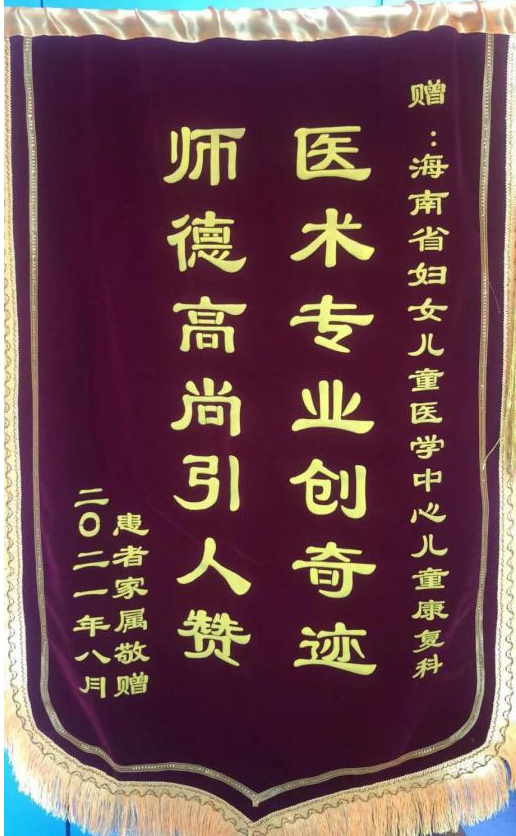 赠：海南省妇女儿童医学中心儿童康复科
医术专业创奇迹
师德高尚引人赞
患者家属敬赠
二〇二一年八月